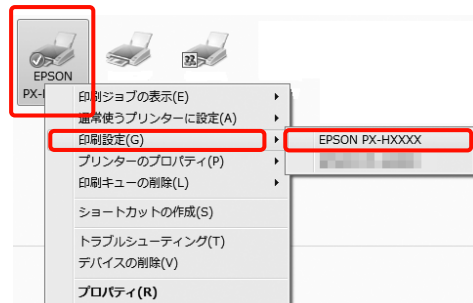 EPSON
PX-
印刷ジョブの表示(E)
通常使うプリンターに設定(A)
印刷設定(G)
EPSON PX-HXXXX
プリンターのプロパティ(P)
印刷キューの削除(L)
ショートカットの作成(S)
トラブルシューティング(T)
デバイスの削除(V)
プロパティ(R)